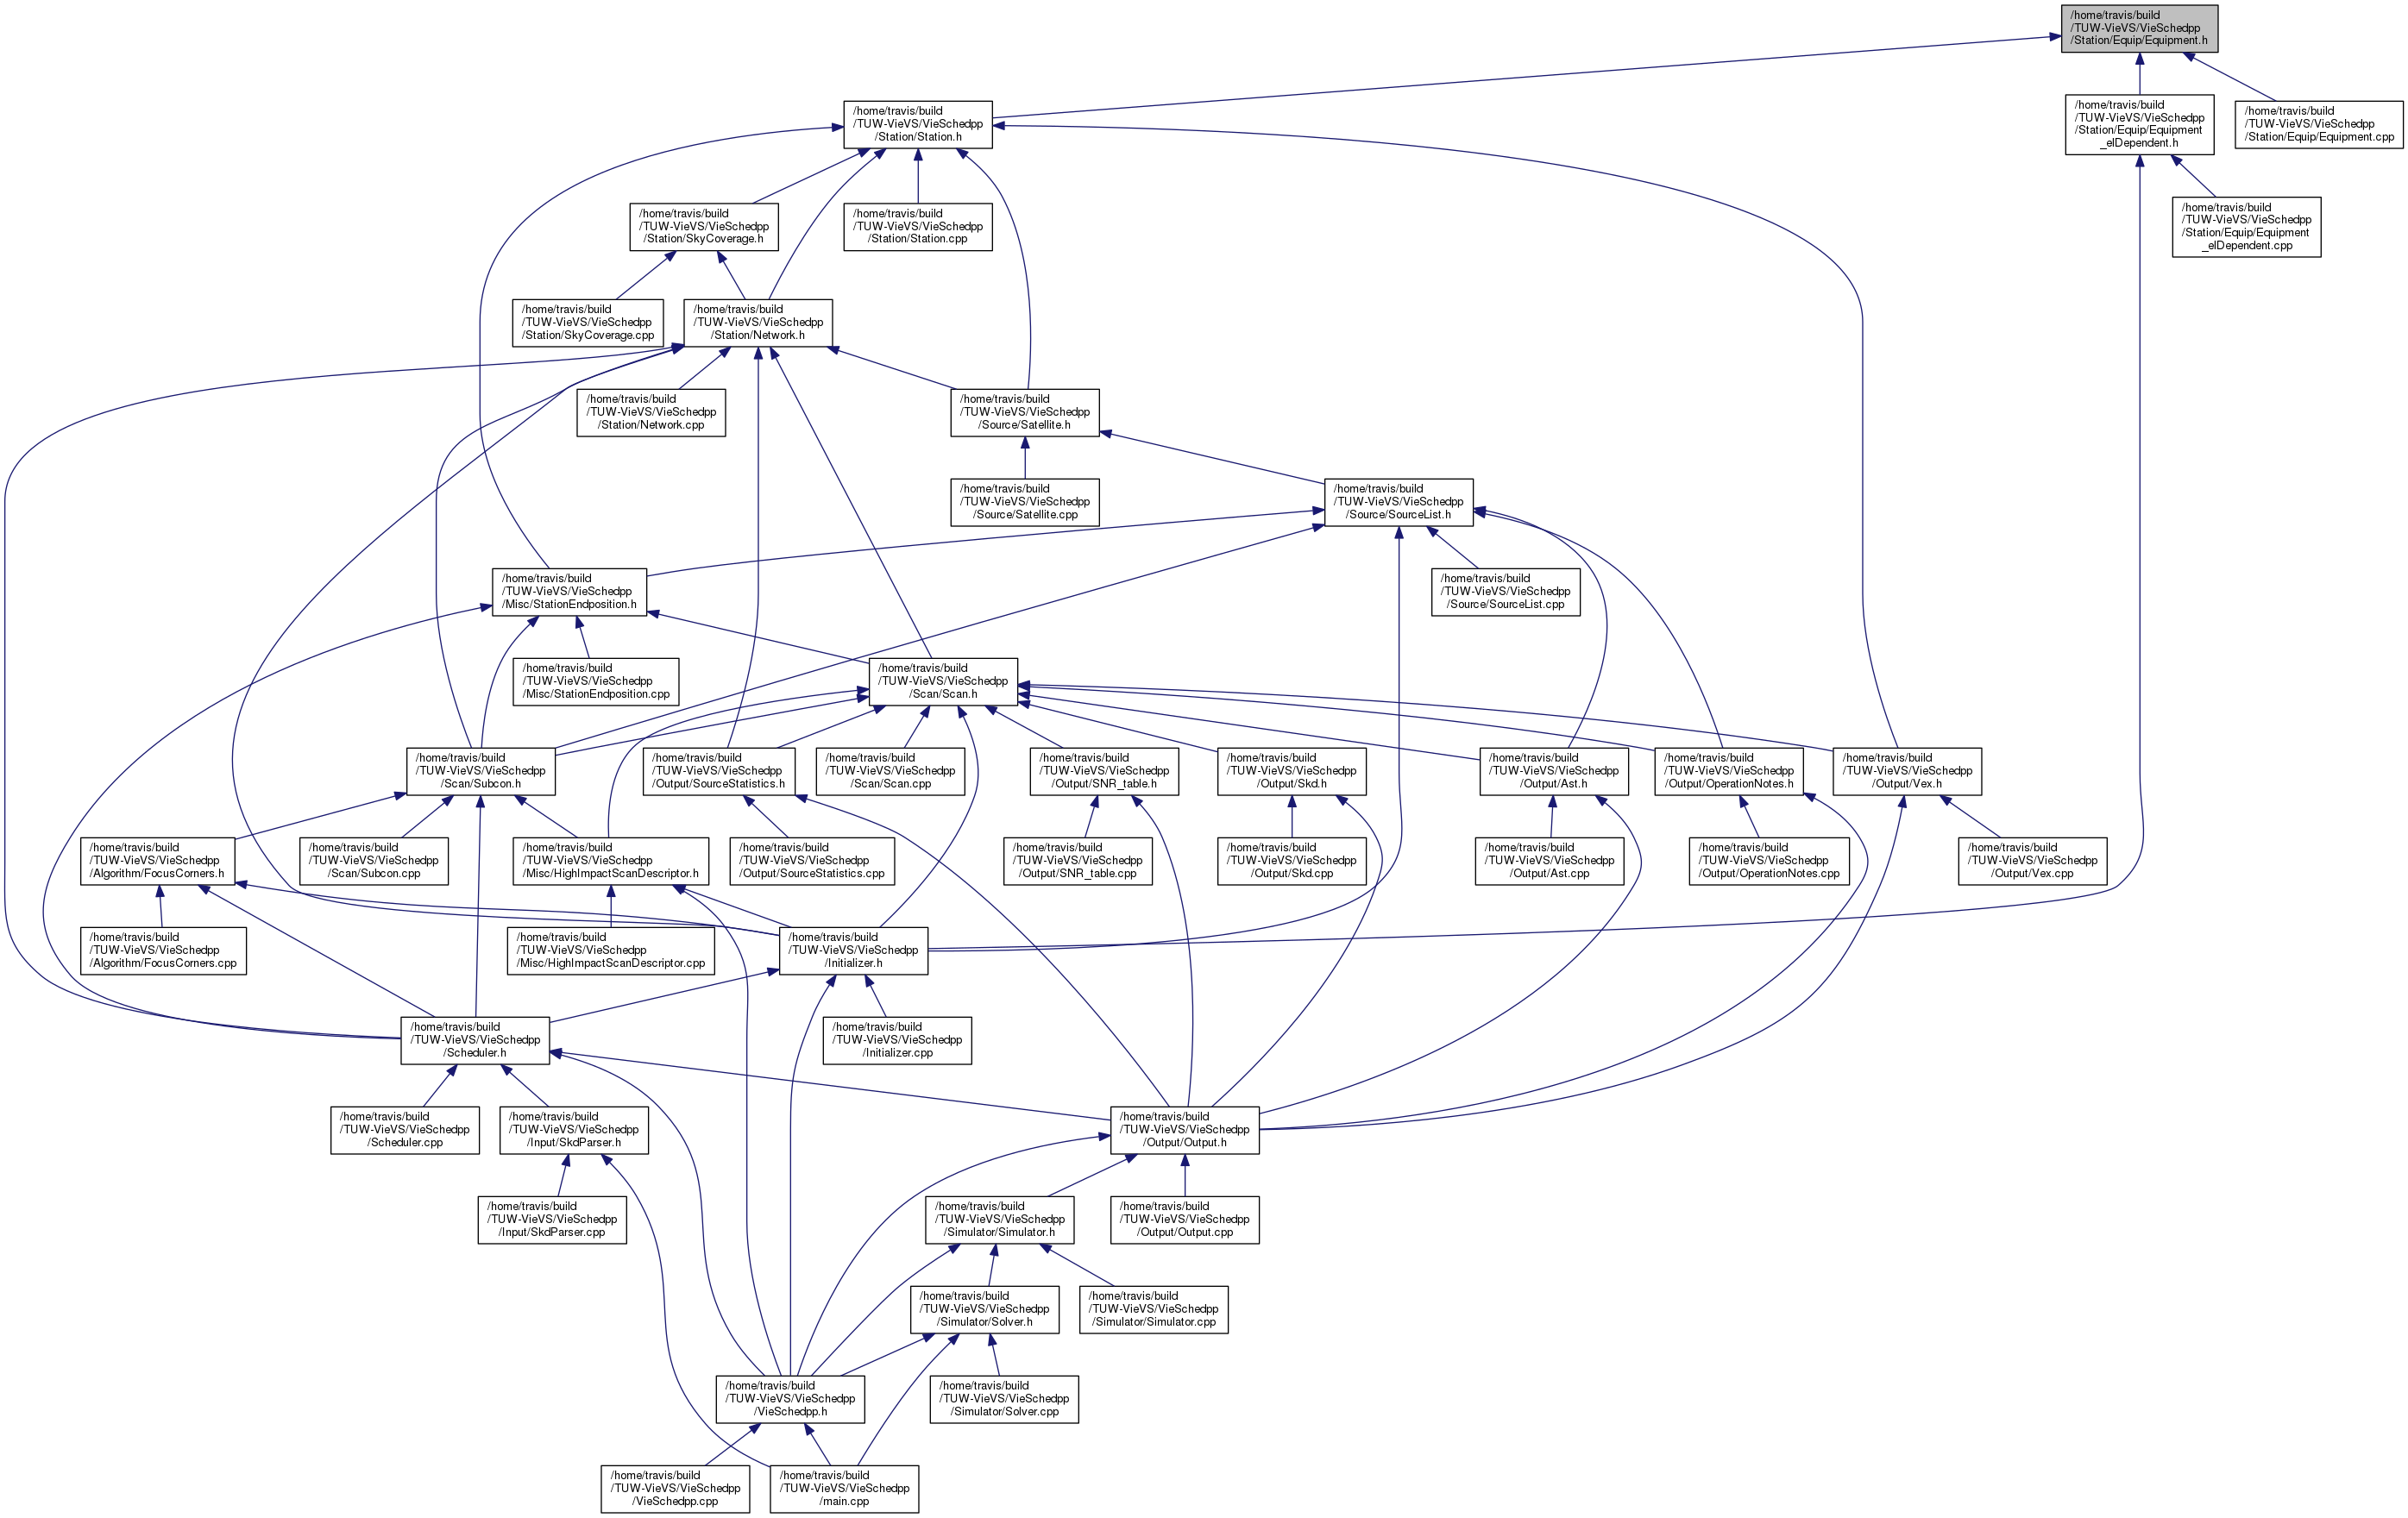 /home/travis/build
/TUW-VieVS/VieSchedpp
/Station/Equip/Equipment.h
/home/travis/build
/TUW-VieVS/VieSchedpp
/Station/Station.h
/home/travis/build
/TUW-VieVS/VieSchedpp
/Station/Equip/Equipment
_elDependent.h
/home/travis/build
/TUW-VieVS/VieSchedpp
/Station/Equip/Equipment.cpp
/home/travis/build
/TUW-VieVS/VieSchedpp
/Station/SkyCoverage.h
/home/travis/build
/TUW-VieVS/VieSchedpp
/Station/Station.cpp
/home/travis/build
/TUW-VieVS/VieSchedpp
/Station/Equip/Equipment
_elDependent.cpp
/home/travis/build
/TUW-VieVS/VieSchedpp
/Station/SkyCoverage.cpp
/home/travis/build
/TUW-VieVS/VieSchedpp
/Station/Network.h
/home/travis/build
/TUW-VieVS/VieSchedpp
/Station/Network.cpp
/home/travis/build
/TUW-VieVS/VieSchedpp
/Source/Satellite.h
/home/travis/build
/TUW-VieVS/VieSchedpp
/Source/Satellite.cpp
/home/travis/build
/TUW-VieVS/VieSchedpp
/Source/SourceList.h
/home/travis/build
/TUW-VieVS/VieSchedpp
/Misc/StationEndposition.h
/home/travis/build
/TUW-VieVS/VieSchedpp
/Source/SourceList.cpp
/home/travis/build
/TUW-VieVS/VieSchedpp
/Misc/StationEndposition.cpp
/home/travis/build
/TUW-VieVS/VieSchedpp
/Scan/Scan.h
/home/travis/build
/TUW-VieVS/VieSchedpp
/Scan/Subcon.h
/home/travis/build
/TUW-VieVS/VieSchedpp
/Output/SourceStatistics.h
/home/travis/build
/TUW-VieVS/VieSchedpp
/Scan/Scan.cpp
/home/travis/build
/TUW-VieVS/VieSchedpp
/Output/SNR_table.h
/home/travis/build
/TUW-VieVS/VieSchedpp
/Output/Skd.h
/home/travis/build
/TUW-VieVS/VieSchedpp
/Output/Ast.h
/home/travis/build
/TUW-VieVS/VieSchedpp
/Output/OperationNotes.h
/home/travis/build
/TUW-VieVS/VieSchedpp
/Output/Vex.h
/home/travis/build
/TUW-VieVS/VieSchedpp
/Algorithm/FocusCorners.h
/home/travis/build
/TUW-VieVS/VieSchedpp
/Scan/Subcon.cpp
/home/travis/build
/TUW-VieVS/VieSchedpp
/Misc/HighImpactScanDescriptor.h
/home/travis/build
/TUW-VieVS/VieSchedpp
/Output/SourceStatistics.cpp
/home/travis/build
/TUW-VieVS/VieSchedpp
/Output/SNR_table.cpp
/home/travis/build
/TUW-VieVS/VieSchedpp
/Output/Skd.cpp
/home/travis/build
/TUW-VieVS/VieSchedpp
/Output/Ast.cpp
/home/travis/build
/TUW-VieVS/VieSchedpp
/Output/OperationNotes.cpp
/home/travis/build
/TUW-VieVS/VieSchedpp
/Output/Vex.cpp
/home/travis/build
/TUW-VieVS/VieSchedpp
/Algorithm/FocusCorners.cpp
/home/travis/build
/TUW-VieVS/VieSchedpp
/Misc/HighImpactScanDescriptor.cpp
/home/travis/build
/TUW-VieVS/VieSchedpp
/Initializer.h
/home/travis/build
/TUW-VieVS/VieSchedpp
/Scheduler.h
/home/travis/build
/TUW-VieVS/VieSchedpp
/Initializer.cpp
/home/travis/build
/TUW-VieVS/VieSchedpp
/Scheduler.cpp
/home/travis/build
/TUW-VieVS/VieSchedpp
/Input/SkdParser.h
/home/travis/build
/TUW-VieVS/VieSchedpp
/Output/Output.h
/home/travis/build
/TUW-VieVS/VieSchedpp
/Input/SkdParser.cpp
/home/travis/build
/TUW-VieVS/VieSchedpp
/Simulator/Simulator.h
/home/travis/build
/TUW-VieVS/VieSchedpp
/Output/Output.cpp
/home/travis/build
/TUW-VieVS/VieSchedpp
/Simulator/Solver.h
/home/travis/build
/TUW-VieVS/VieSchedpp
/Simulator/Simulator.cpp
/home/travis/build
/TUW-VieVS/VieSchedpp
/VieSchedpp.h
/home/travis/build
/TUW-VieVS/VieSchedpp
/Simulator/Solver.cpp
/home/travis/build
/TUW-VieVS/VieSchedpp
/VieSchedpp.cpp
/home/travis/build
/TUW-VieVS/VieSchedpp
/main.cpp